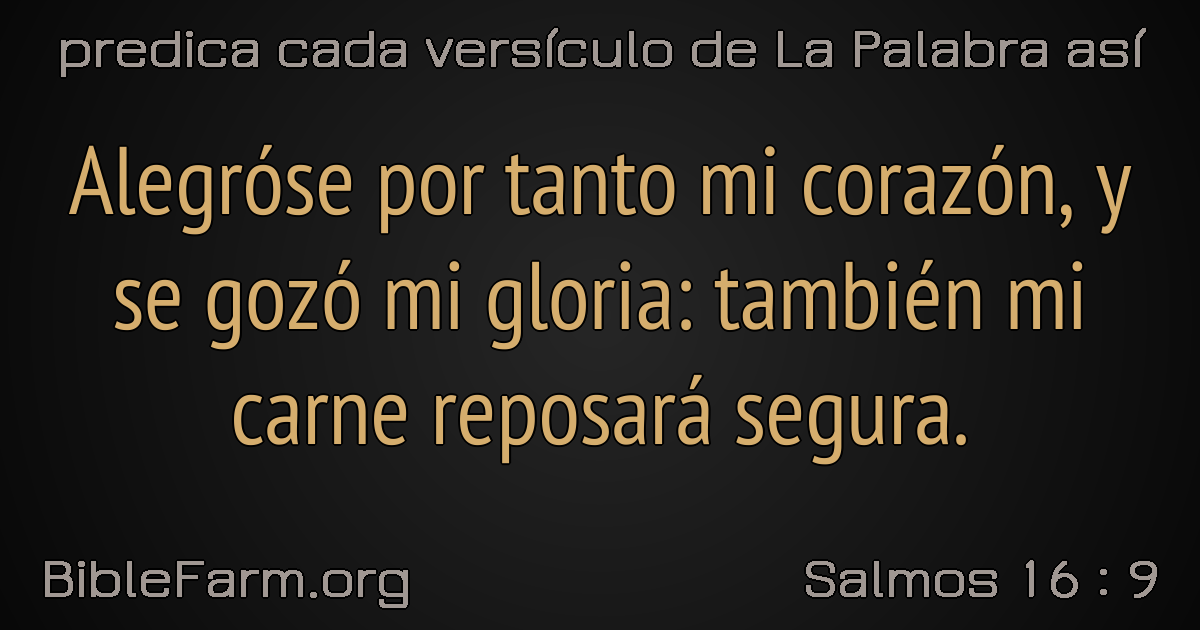 predica cada versículo de La Palabra así
Alegróse por tanto mi corazón, y
se gozó mi gloria: también mi
carne reposará segura.
BibleFarm.org
Salmos 16 : 9